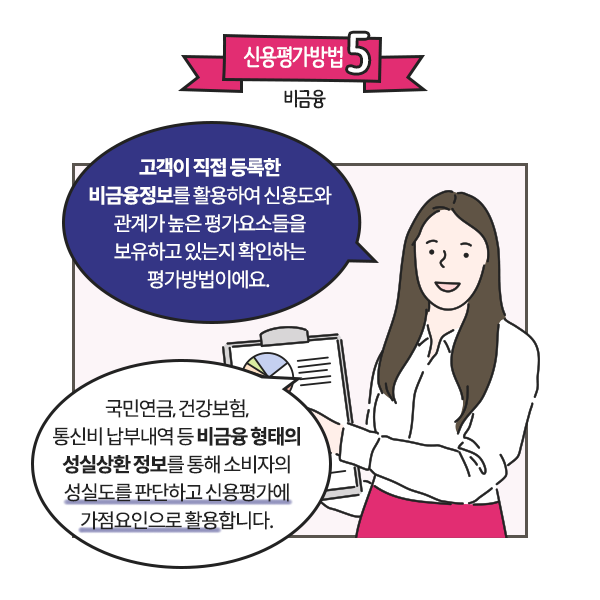 신용평가방법 5
비금융
고객이 직접 등록한
비금융정보를 활용하여 신용도와
관계가 높은 평가요소들을
보유하고 있는지 확인하는
평가방법이에요.
국민연금, 건강보험,
통신비 납부내역 등 비금융 형태의
성실상환 정보를 통해 소비자의
성실도를 판단하고 신용평가에
가점요인으로 활용합니다.